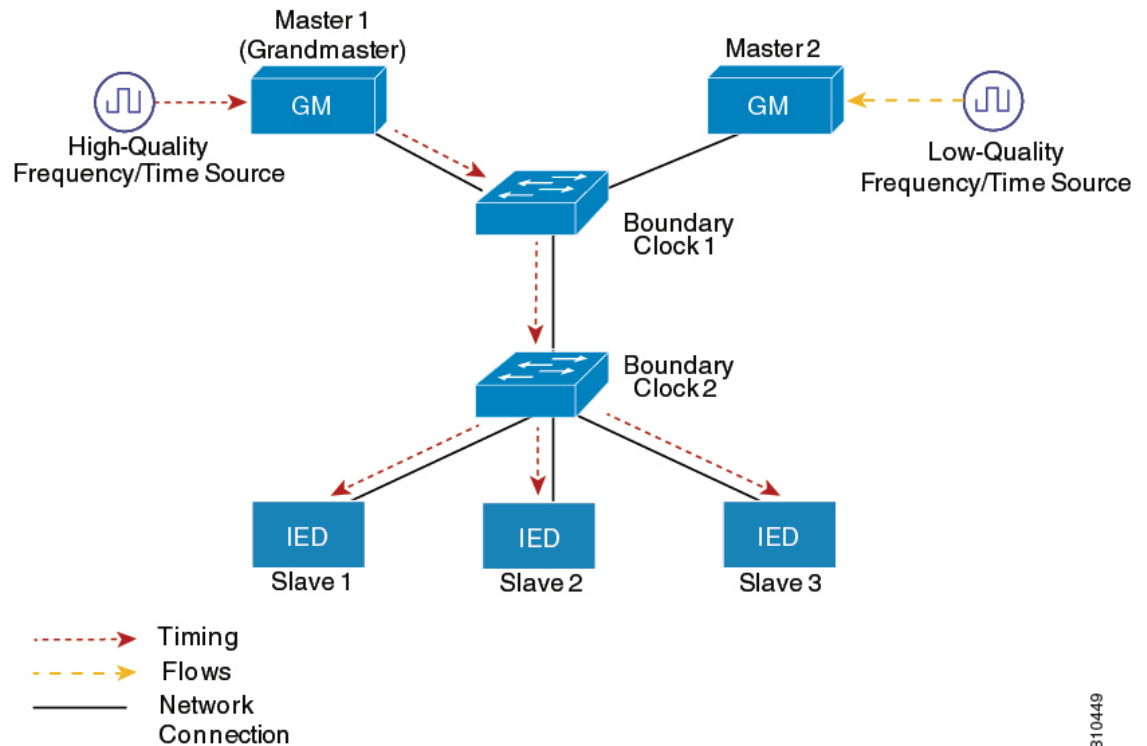 Master 1
(Grandmaster)
Master 2
GM
GM
High-Quality
Frequency/Time Source
Low-Quality
Frequency/Time Source
Boundary
Clock 1
Boundary
Clock 2
IED
IED
IED
Slave 1
Slave 2
Slave 3
Timing
Flows
Network
Connection
310449